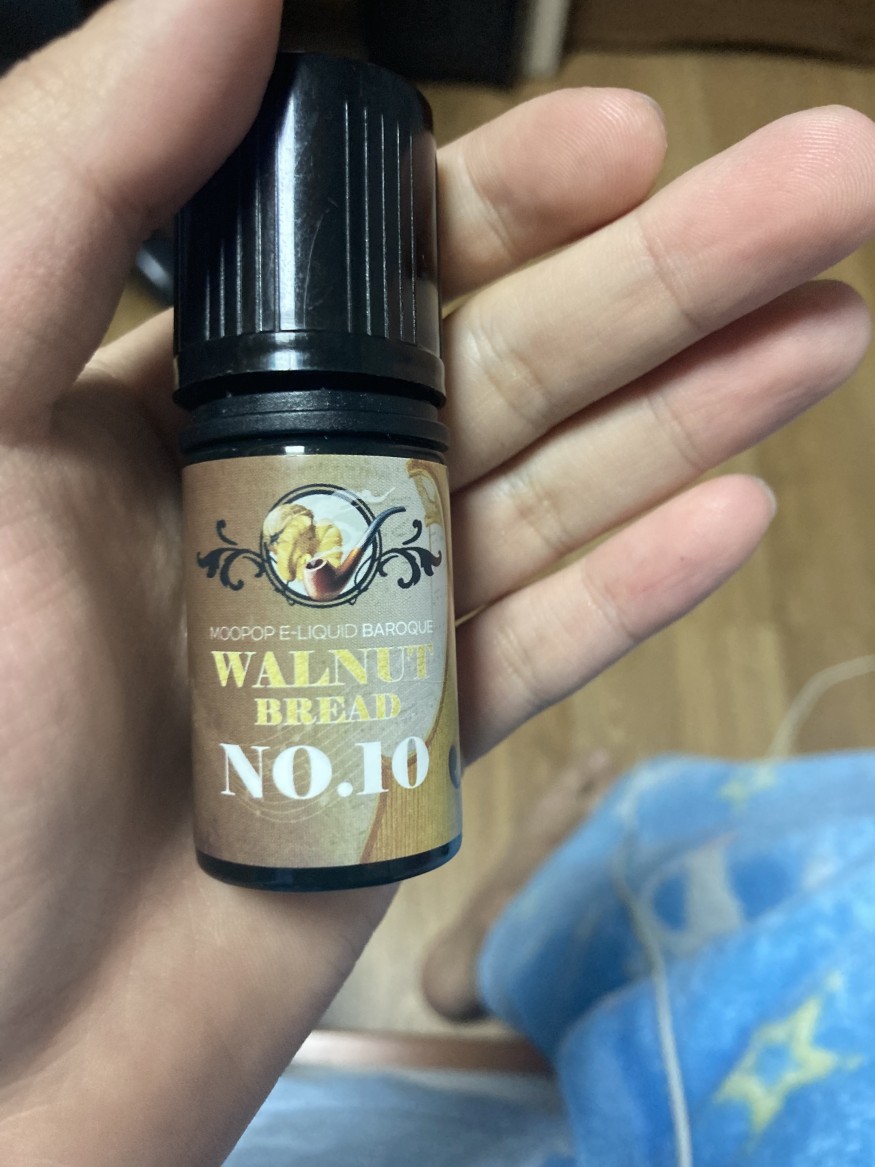 MOOPOP E-LIQUID BAROQUE
WALNUT
BREAD
NO.10